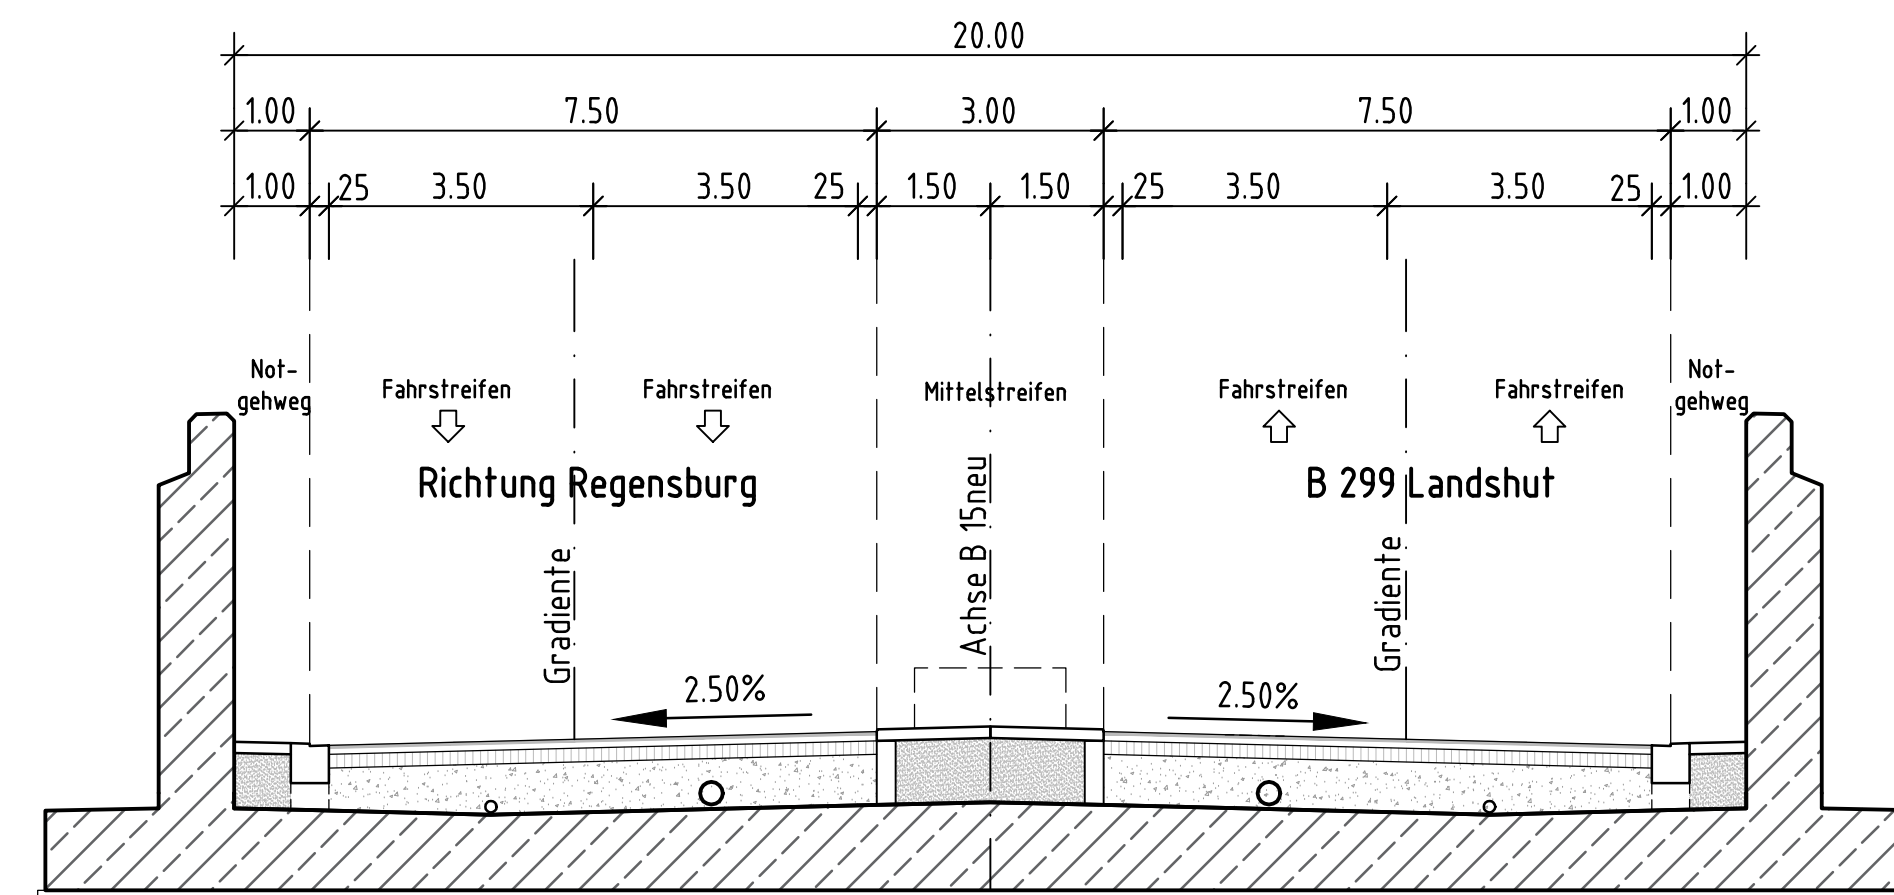 20.00
1.00 7.50 3.00 7.50 1.00
1.00 25 3.50 3.50 25 1.50 1.50 25 3.50 3.50 25 1.00
Not-
gehweg
Fahrstreifen
Fahrstreifen
Mittelstreifen
Fahrstreifen
Fahrstreifen
Not-
gehweg
Richtung Regensburg
B 299 Landshut
Gradiente
Achse B 15neu
Gradiente
2.50%
2.50%